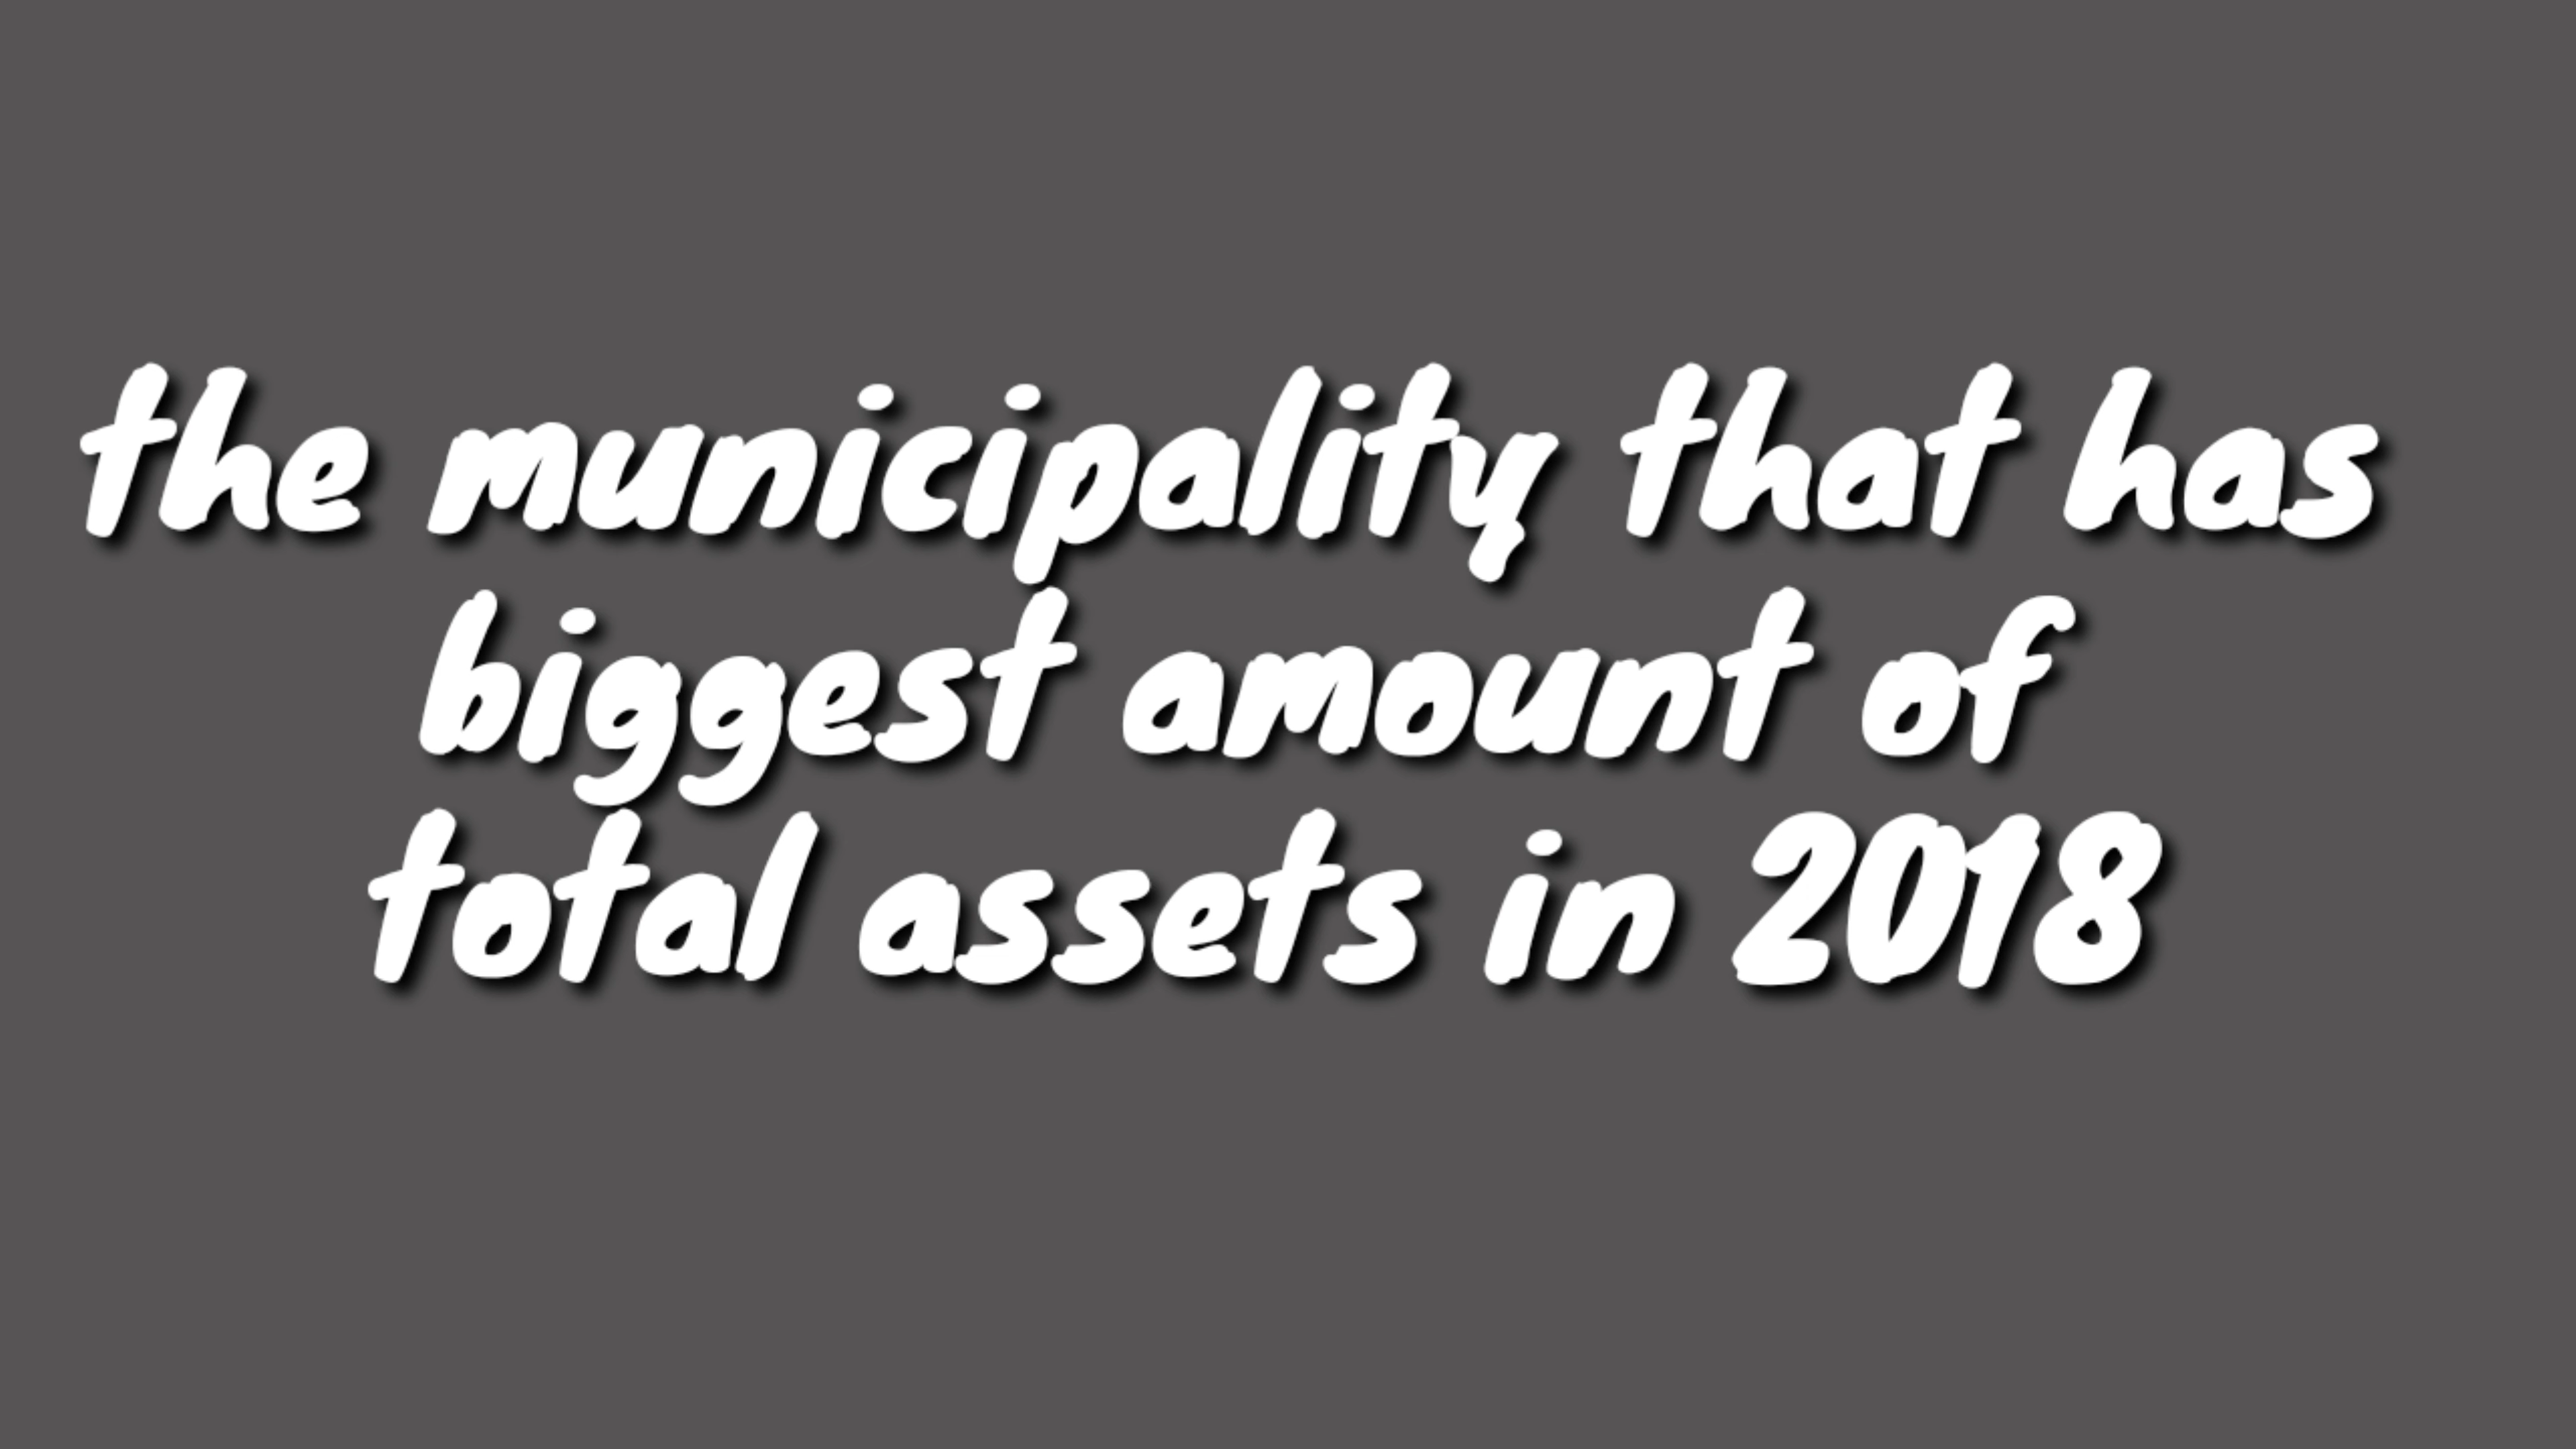 the municipality that has
biggest amount of
total assets in 2018